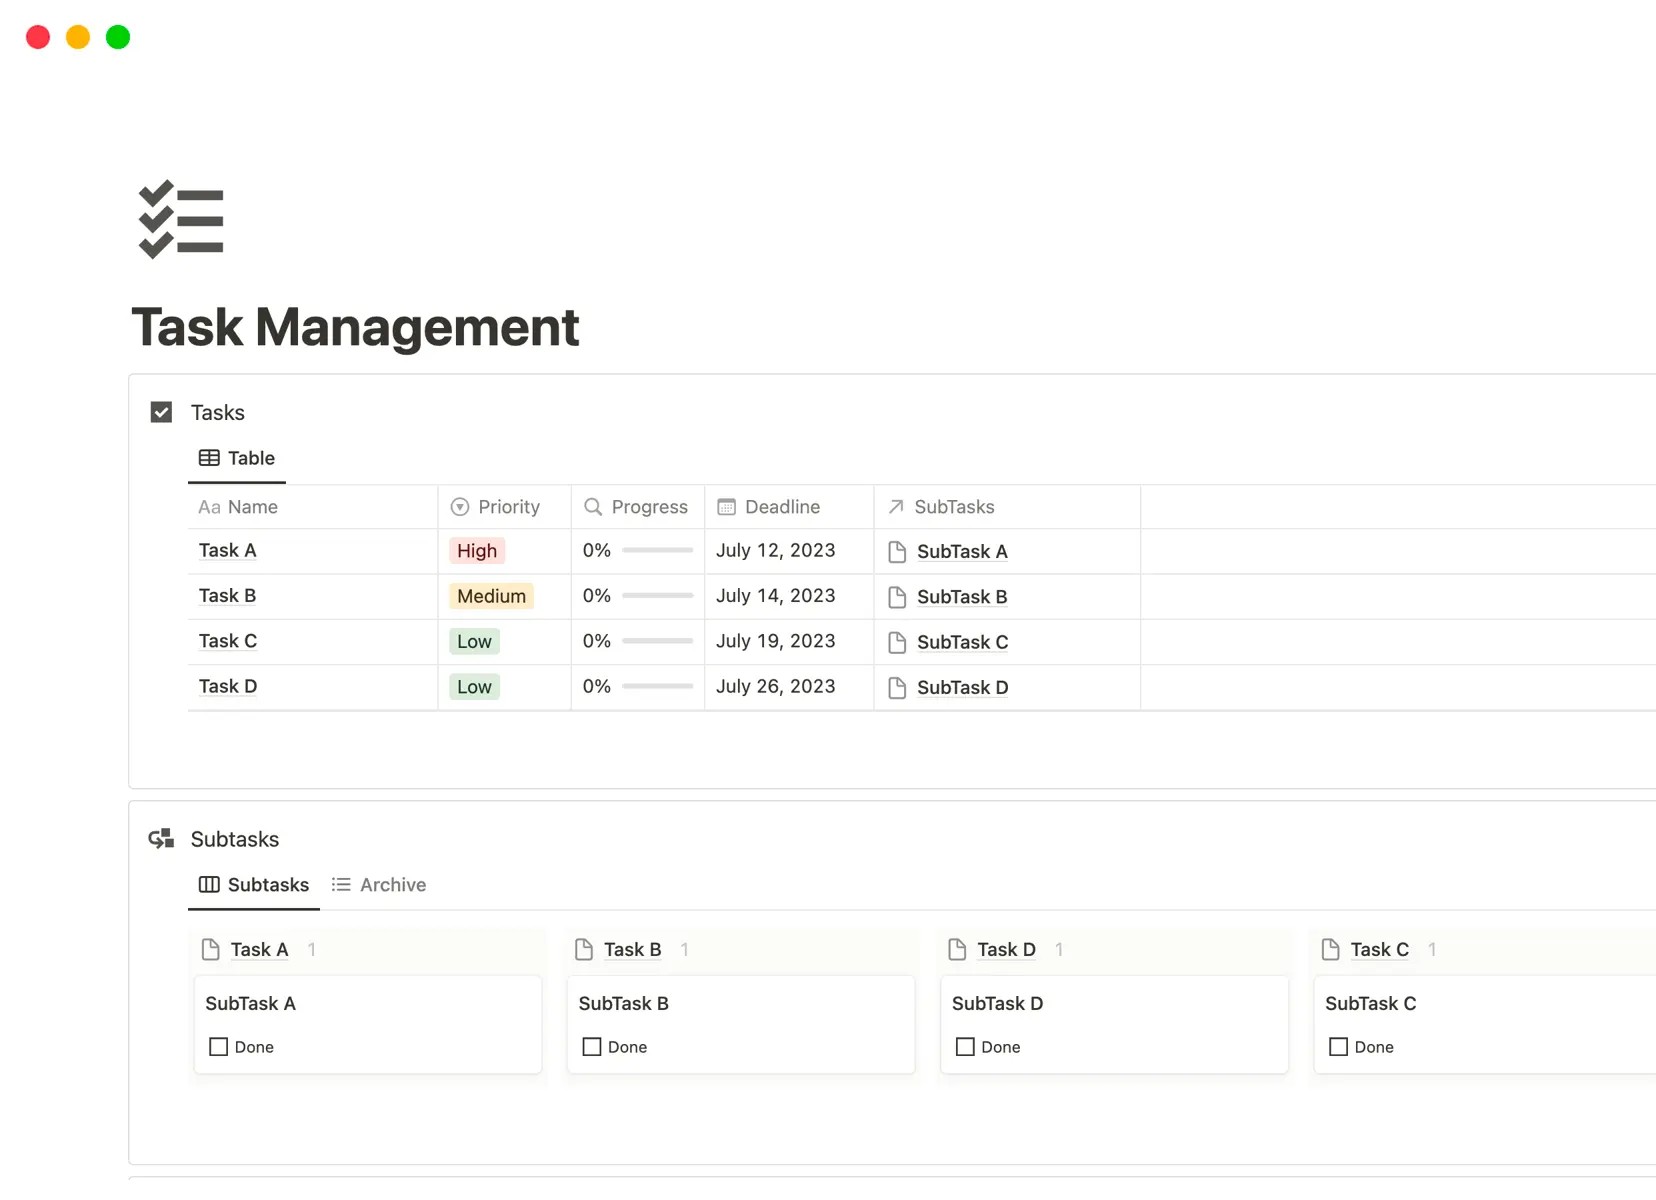 Task Management
Tasks
Table
Aa Name Priority Progress Deadline SubTasks
Task A High 0% July 12, 2023 SubTask A
Task B Medium 0% July 14, 2023 SubTask B
Task C Low 0% July 19, 2023 SubTask C
Task D Low 0% July 26, 2023 SubTask D
Subtasks
Subtasks Archive
Task A 1 Task B 1 Task D 1 Task C 1
SubTask A SubTask B SubTask D SubTask C
Done Done Done Done